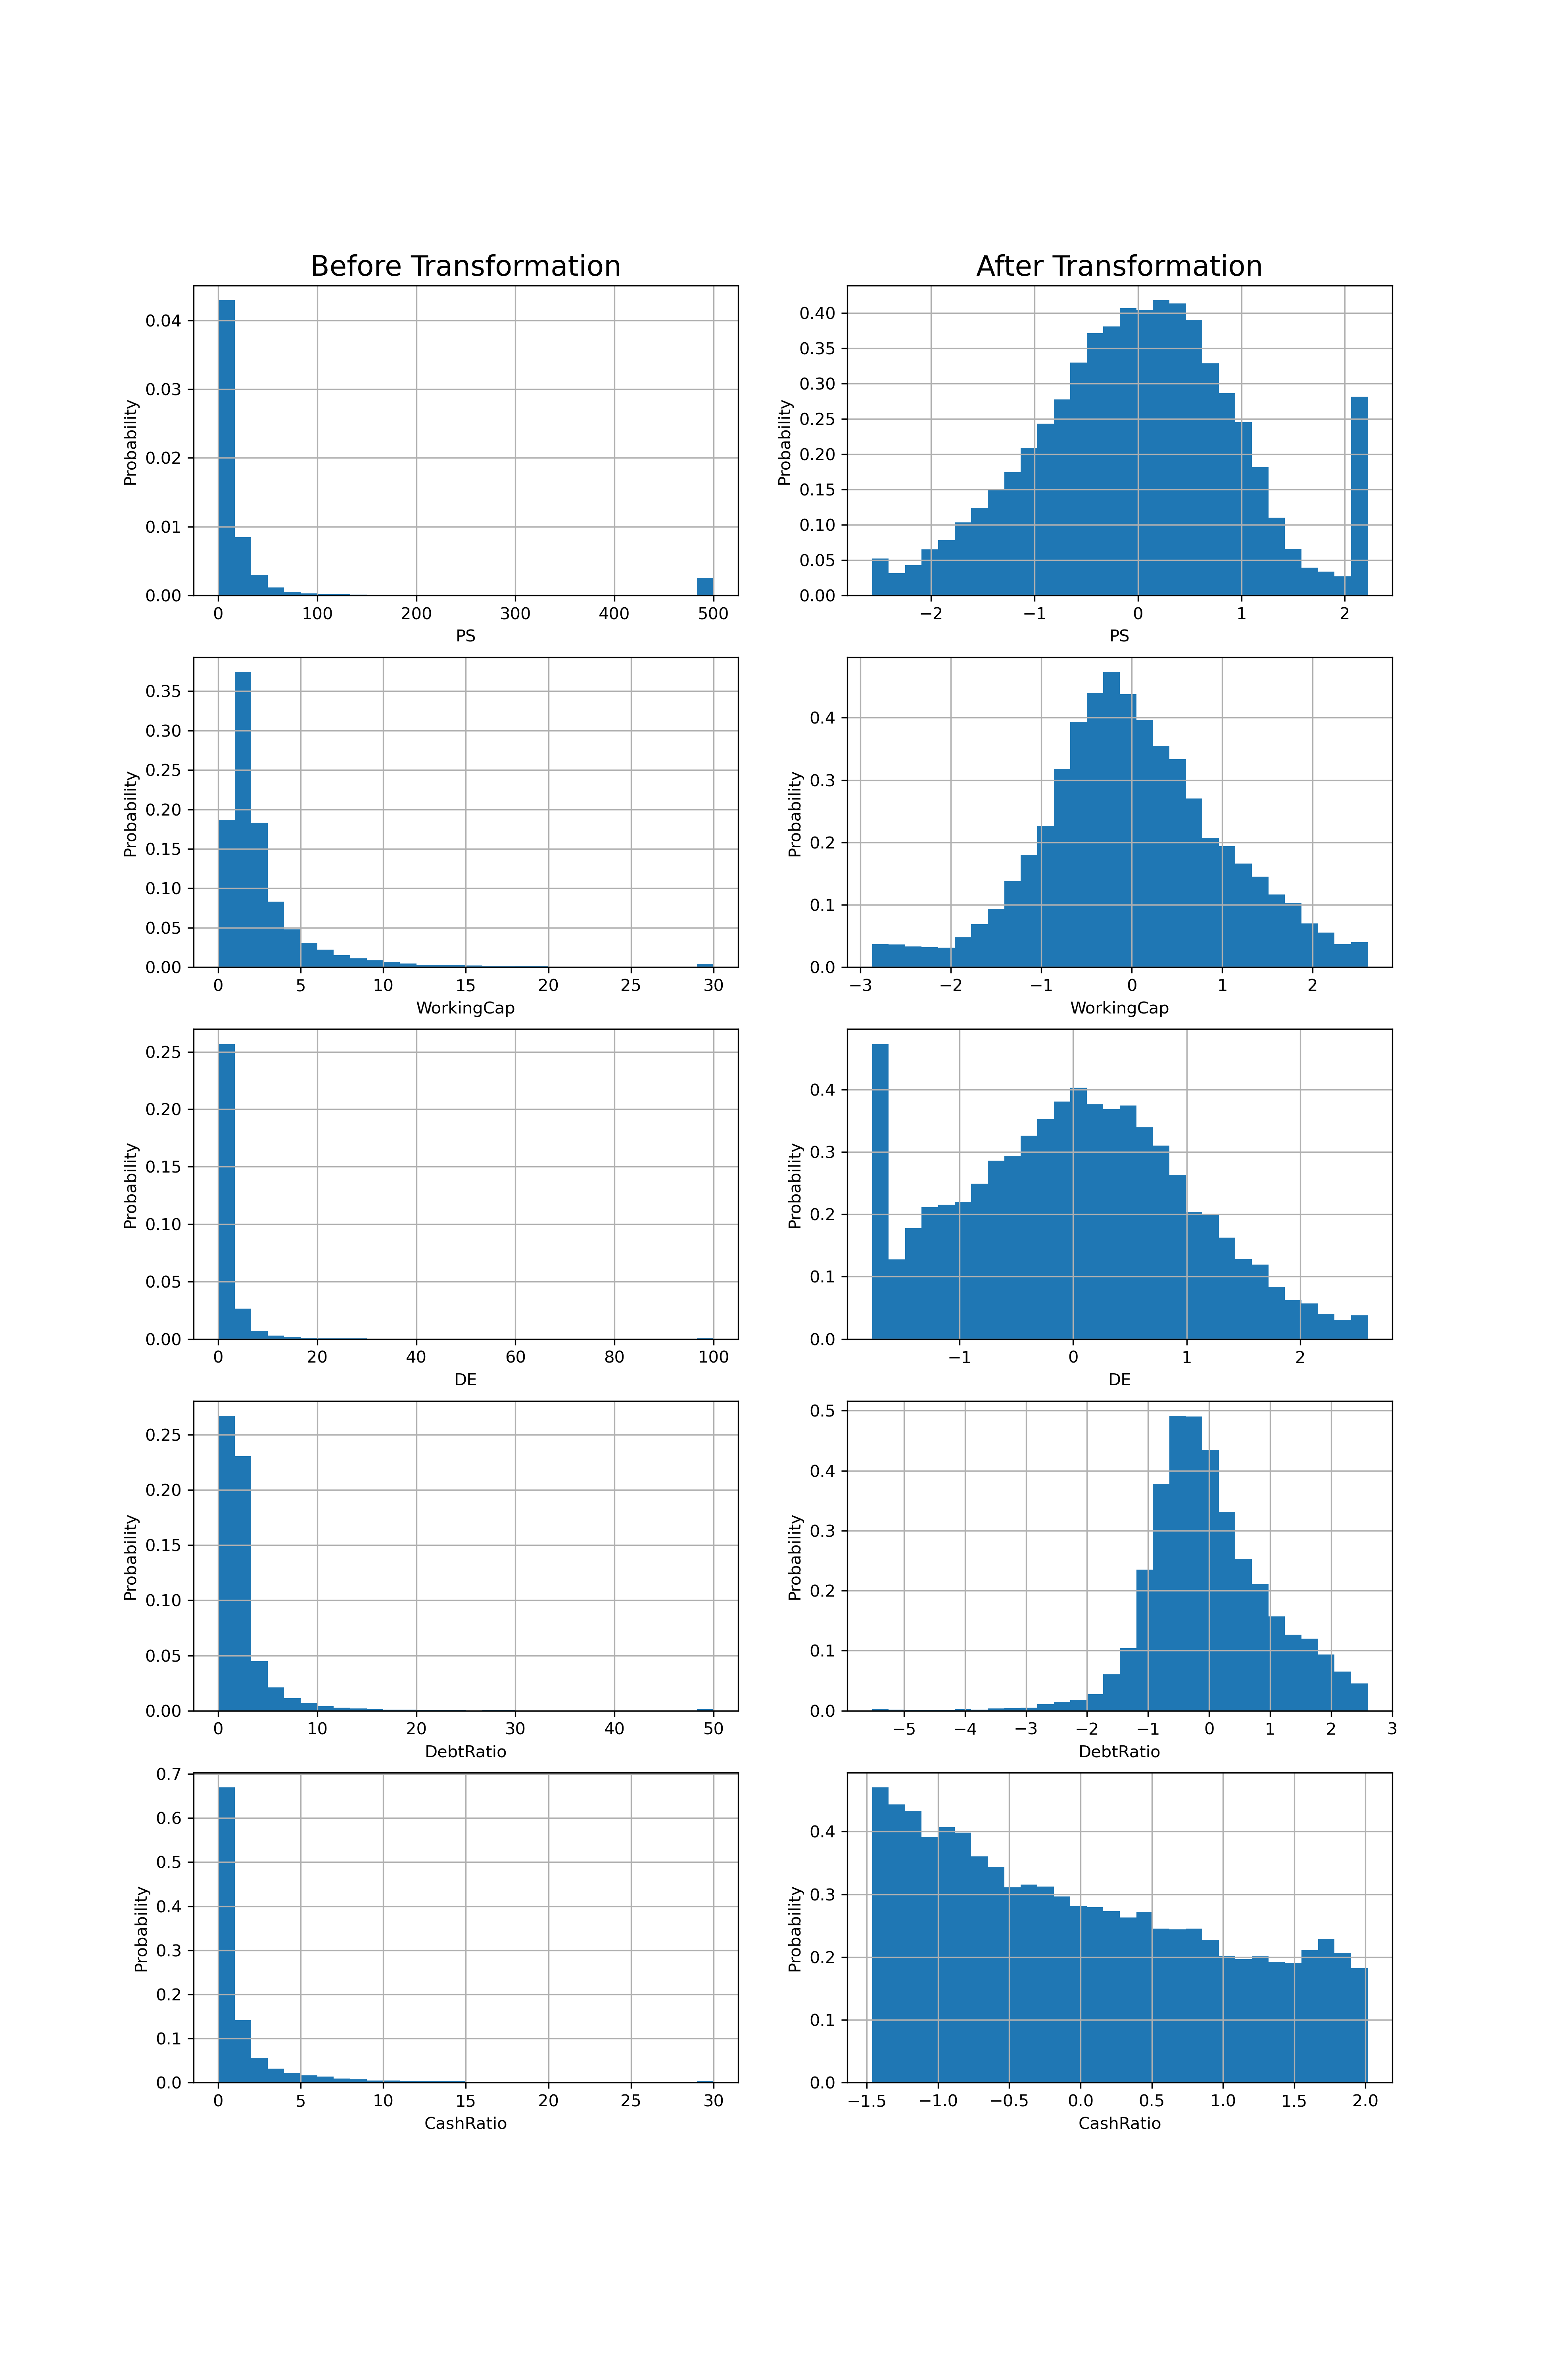 Before Transformation
After Transformation
0.04
0.03
0.02
0.01
0.00
Probability
0 100 200 300 400 500
PS
0.40
0.35
0.30
0.25
0.20
0.15
0.10
0.05
0.00
Probability
−2 −1 0 1 2
PS
0.35
0.30
0.25
0.20
0.15
0.10
0.05
0.00
Probability
0 5 10 15 20 25 30
WorkingCap
0.4
0.3
0.2
0.1
0.0
Probability
−3 −2 −1 0 1 2
WorkingCap
0.25
0.20
0.15
0.10
0.05
0.00
Probability
0 20 40 60 80 100
DE
0.4
0.3
0.2
0.1
0.0
Probability
−1 0 1 2
DE
0.25
0.20
0.15
0.10
0.05
0.00
Probability
0 10 20 30 40 50
DebtRatio
0.5
0.4
0.3
0.2
0.1
0.0
Probability
−5 −4 −3 −2 −1 0 1 2 3
DebtRatio
0.7
0.6
0.5
0.4
0.3
0.2
0.1
0.0
Probability
0 5 10 15 20 25 30
CashRatio
0.4
0.3
0.2
0.1
0.0
Probability
−1.5 −1.0 −0.5 0.0 0.5 1.0 1.5 2.0
CashRatio